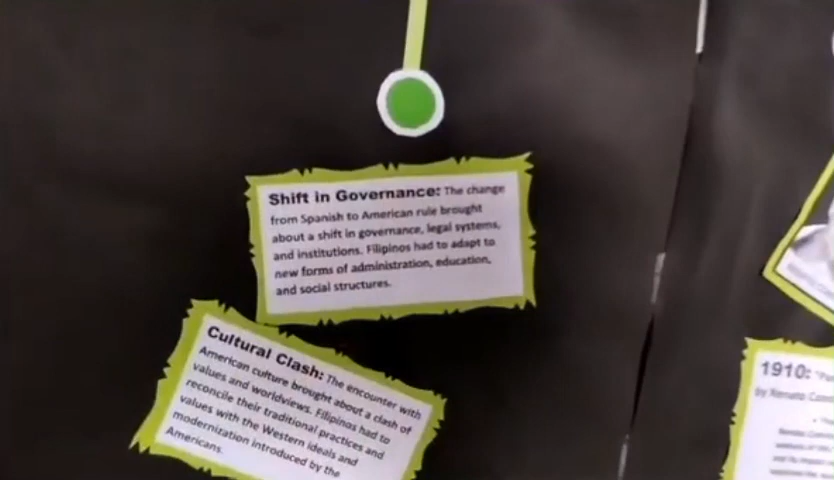 Shift in Governance: The change
from Spanish to American rule brought
about a shift in governance, legal systems,
and institutions. Filipinos had to adapt to
new forms of administration, education,
and social structures.
Cultural Clash: The encounter with
American culture brought about a clash of
values and worldviews. Filipinos had to
reconcile their traditional practices and
values with the Western ideals and
modernization introduced by the
Americans.
1910:
by Renato